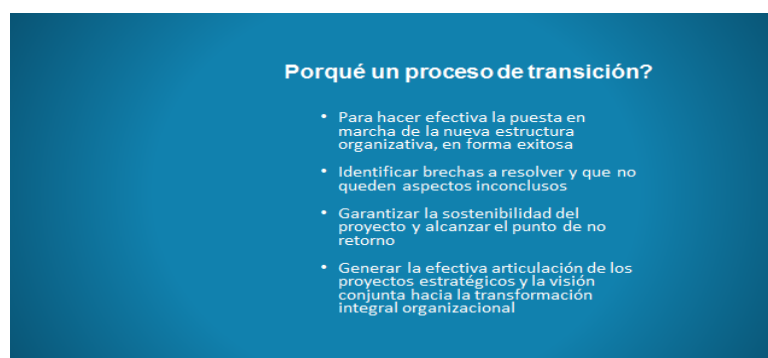 Porqué un proceso de transición?
• Para hacer efectiva la puesta en
marcha de la nueva estructura
organizativa, en forma exitosa
• Identificar brechas a resolver y que no
queden aspectos inconclusos
• Garantizar la sostenibilidad del
proyecto y alcanzar el punto de no
retorno
• Generar la efectiva articulación de los
proyectos estratégicos y la visión
conjunta hacia la transformación
integral organizacional